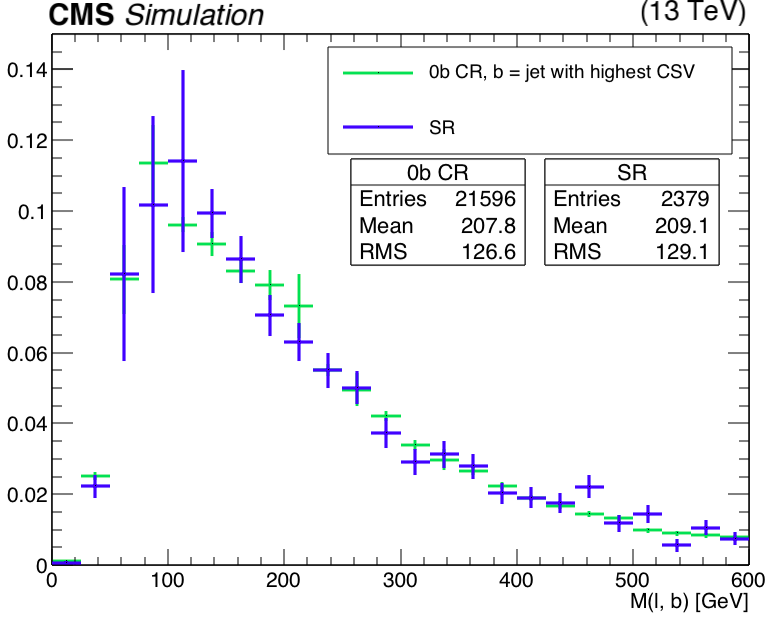 CMS Simulation (13 TeV)
0b CR, b = jet with highest CSV
SR
0b CR
Entries 21596
Mean 207.8
RMS 126.6
SR
Entries 2379
Mean 209.1
RMS 129.1
0.14
0.12
0.1
0.08
0.06
0.04
0.02
0
0 100 200 300 400 500 600
M(l, b) [GeV]